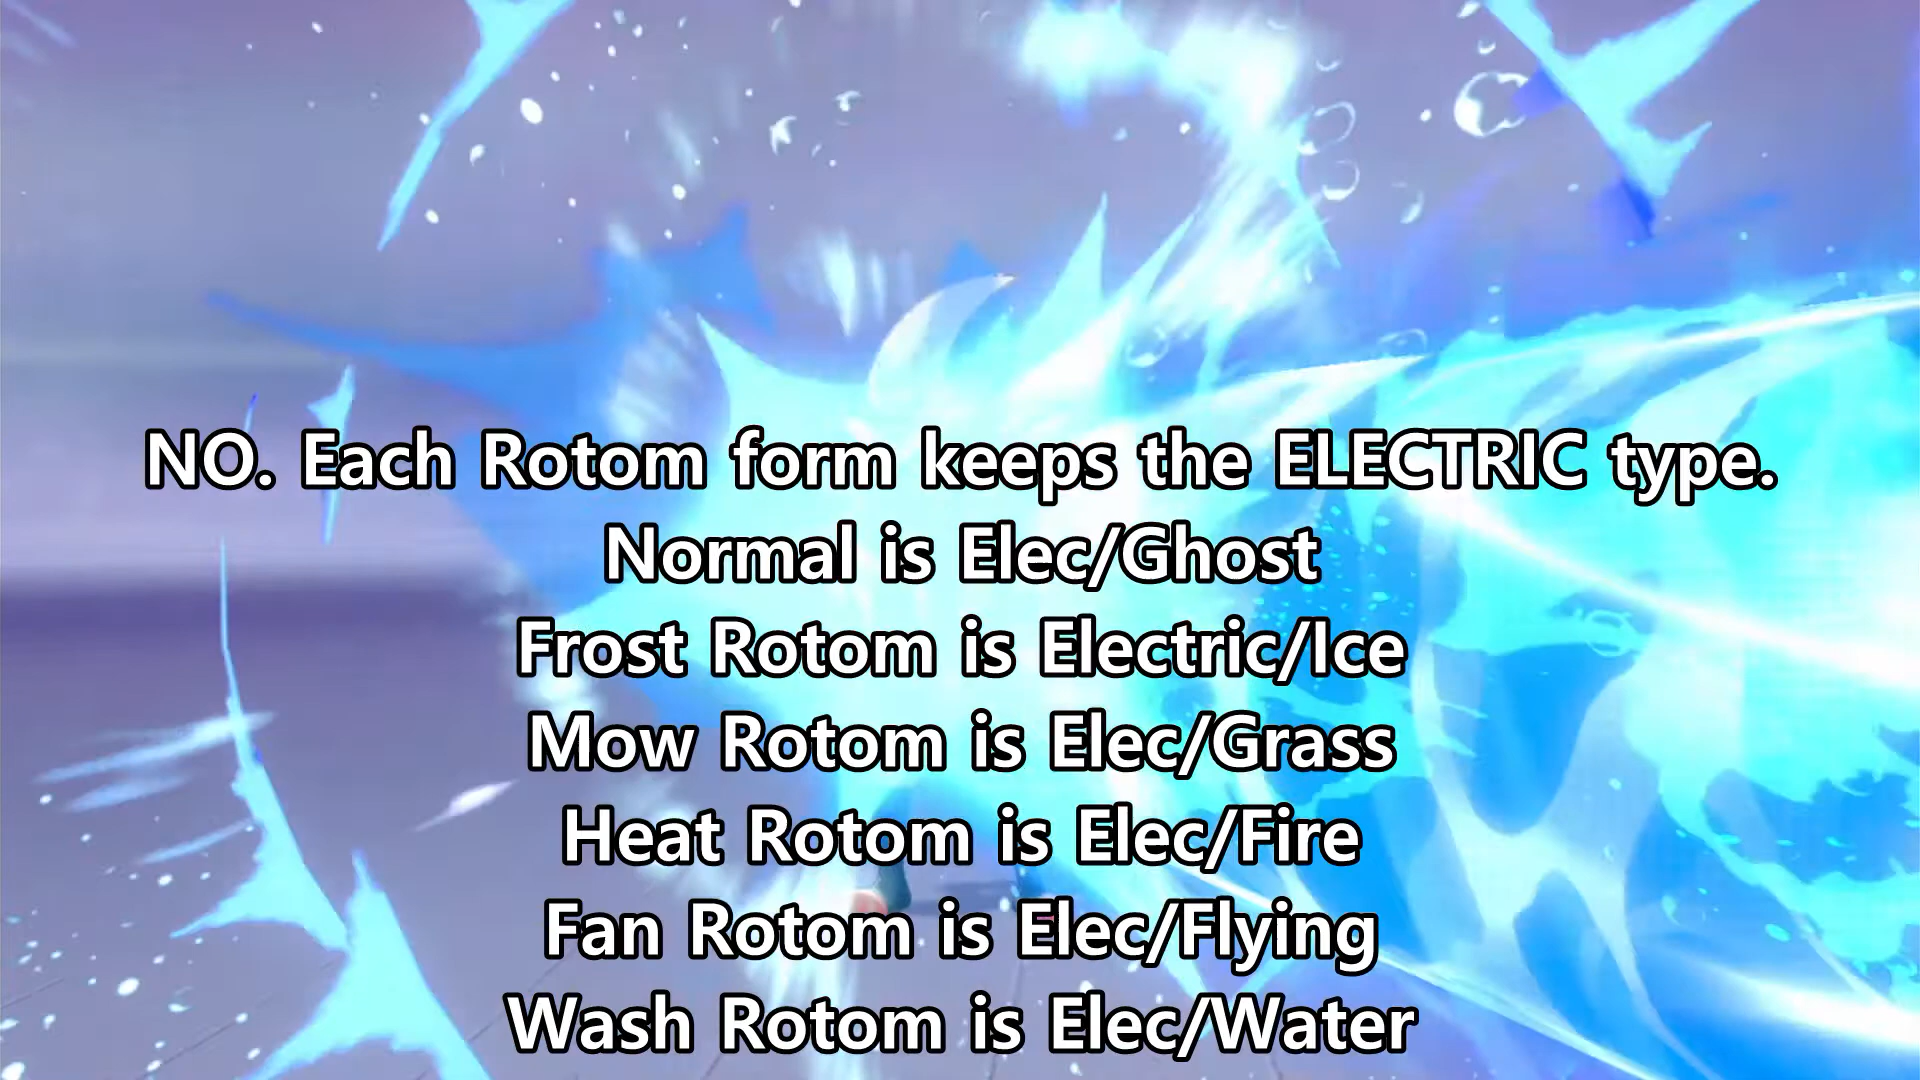 NO. Each Rotom form keeps the ELECTRIC type.
Normal is Elec/Ghost
Frost Rotom is Electric/Ice
Mow Rotom is Elec/Grass
Heat Rotom is Elec/Fire
Fan Rotom is Elec/Flying
Wash Rotom is Elec/Water